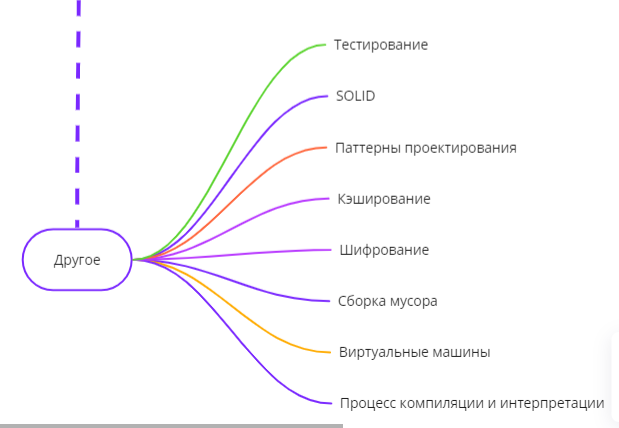 Тестирование
SOLID
Паттерны проектирования
Кэширование
Шифрование
Другое
Сборка мусора
Виртуальные машины
Процесс компиляции и интерпретации